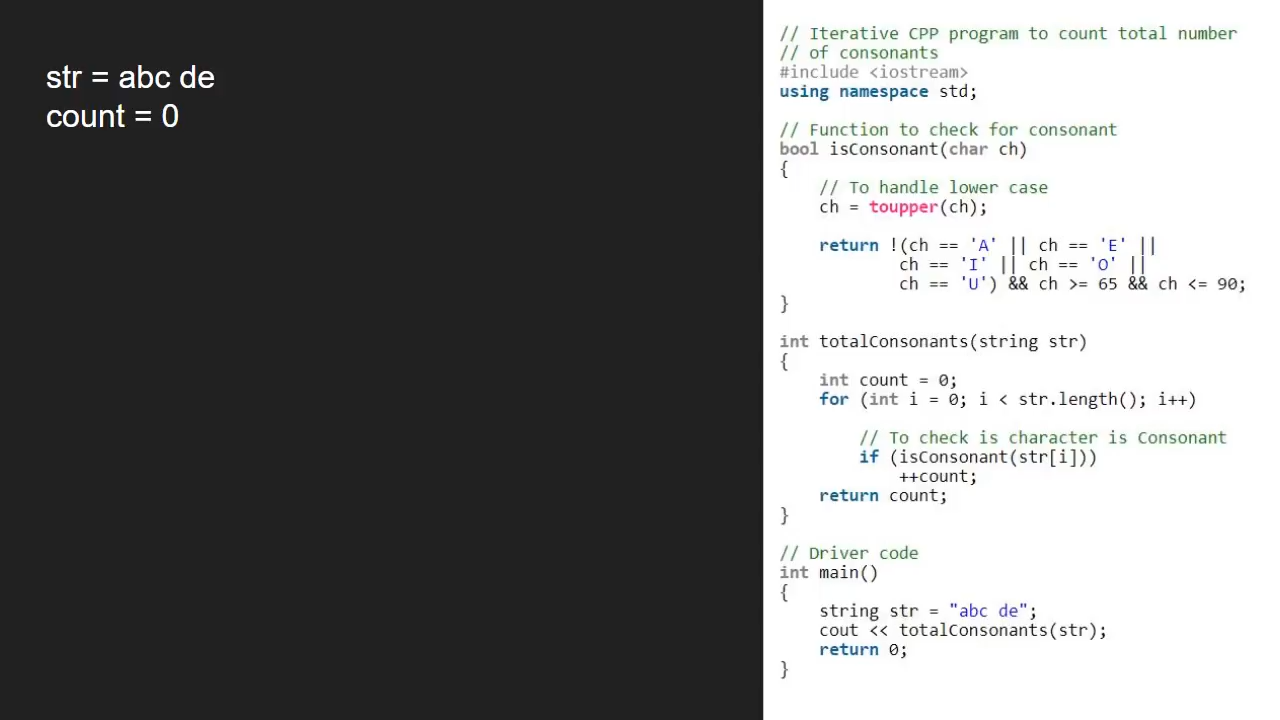 str = abc de
count = 0
// Iterative CPP program to count total number
// of consonants
#include <iostream>
using namespace std;
// Function to check for consonant
bool isConsonant(char ch)
{
// To handle lower case
ch = toupper(ch);
return !(ch == 'A' || ch == 'E' ||
ch == 'I' || ch == 'O' ||
ch == 'U') && ch >= 65 && ch <= 90;
}
int totalConsonants(string str)
{
int count = 0;
for (int i = 0; i < str.length(); i++)
// To check is character is Consonant
if (isConsonant(str[i]))
++count;
return count;
}
// Driver code
int main()
{
string str = "abc de";
cout << totalConsonants(str);
return 0;
}